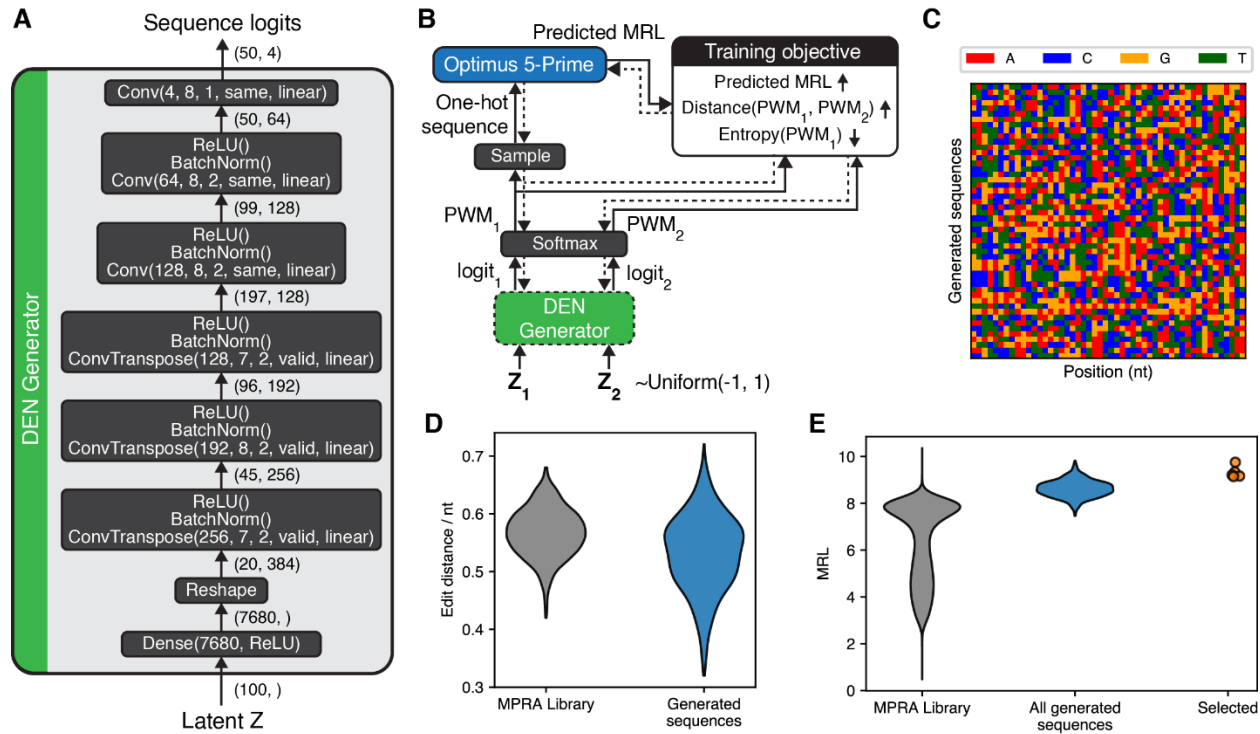 A
Sequence logits
(50, 4)
Conv(4, 8, 1, same, linear)
(50, 64)
ReLU()
BatchNorm()
Conv(64, 8, 2, same, linear)
(99, 128)
ReLU()
BatchNorm()
Conv(128, 8, 2, same, linear)
(197, 128)
ReLU()
BatchNorm()
ConvTranspose(128, 7, 2, valid, linear)
(96, 192)
ReLU()
BatchNorm()
ConvTranspose(192, 8, 2, valid, linear)
(45, 256)
ReLU()
BatchNorm()
ConvTranspose(256, 7, 2, valid, linear)
(20, 384)
Reshape
(7680, )
Dense(7680, ReLU)
(100, )
Latent Z
DEN Generator
B
Predicted MRL
Optimus 5-Prime
Training objective
Predicted MRL
Distance(PWM1, PWM2)
Entropy(PWM1)
One-hot
sequence
Sample
PWM1
PWM2
Softmax
logit1
logit2
DEN
Generator
Z1
Z2
~Uniform(-1, 1)
C
A C G T
Generated sequences
Position (nt)
D
Edit distance / nt
0.7
0.6
0.5
0.4
0.3
MPRA Library
Generated
sequences
E
MRL
10
8
6
4
2
0
MPRA Library
All generated
sequences
Selected